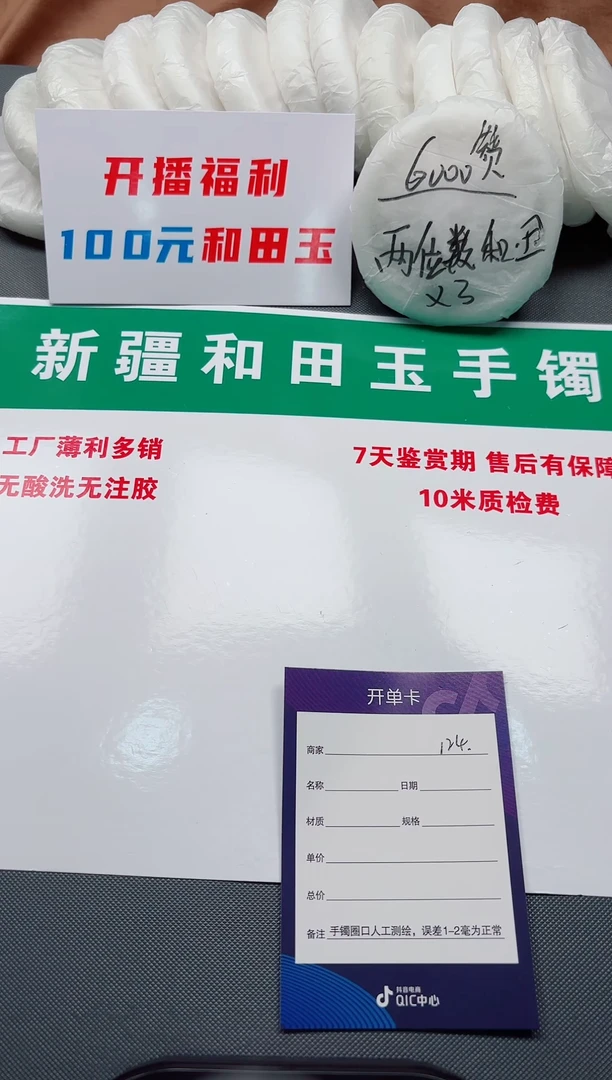 开播福利
100元和田玉
6000赞
两位数和.田
x3
新疆和田玉手镯
工厂薄利多销
无酸洗无注胶
7天鉴赏期 售后有保障
10米质检费
开单卡
商家 124.
名称 日期
材质 规格
单价
总价
备注 手镯圈口人工测绘，误差1-2毫为正常
抖音电商
QIC中心